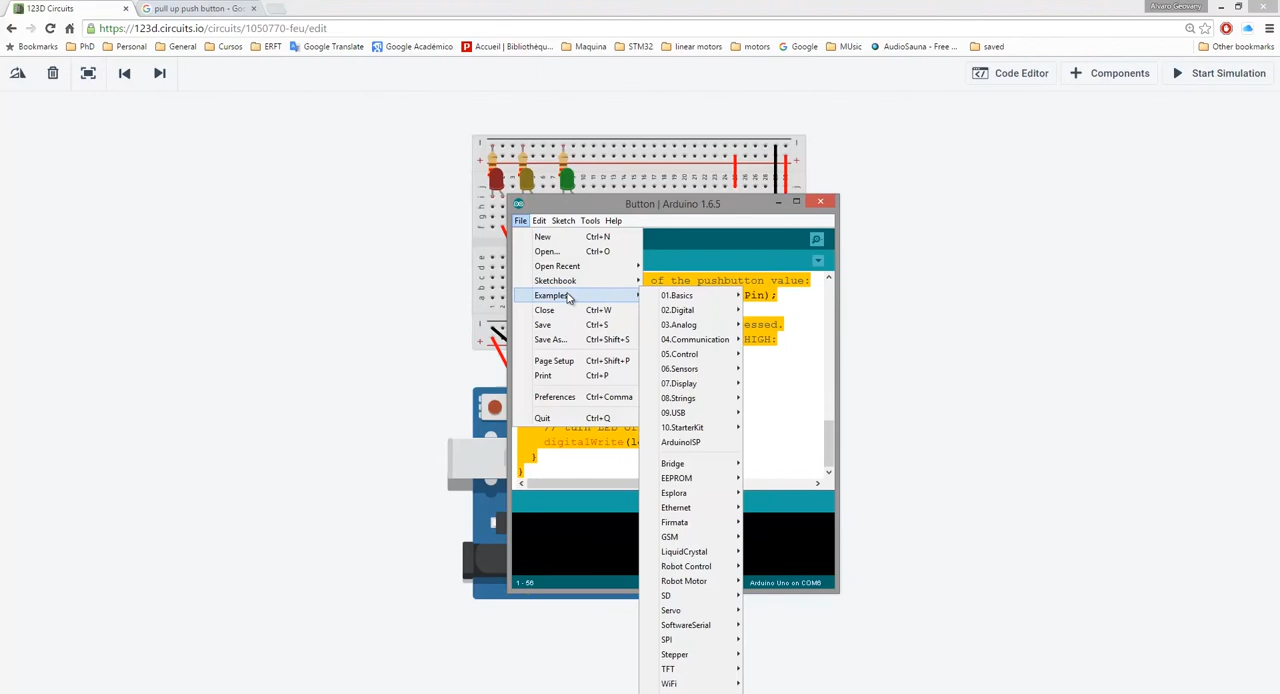 123D Circuits
pull up push button - Goo
Alvaro Geovany
https://123d.circuits.io/circuits/1050770-feu/edit
Bookmarks PhD Personal General Cursos ERPT Google Translate Google Académico Accueil | Bibliothèqu... Maquina STM32 linear motors motors Google MUsic AudioSauna - Free ... saved Other bookmarks
Code Editor Components Start Simulation
Button | Arduino 1.6.5
File Edit Sketch Tools Help
New Ctrl+N
Open... Ctrl+O
Open Recent
Sketchbook
Examples
Close Ctrl+W
Save Ctrl+S
Save As... Ctrl+Shift+S
Page Setup Ctrl+Shift+P
Print Ctrl+P
Preferences Ctrl+Comma
Quit Ctrl+Q
of the pushbutton value:
Pin);
essed.
HIGH:
// turn LED of
digitalWrite(le
}
}
01.Basics
02.Digital
03.Analog
04.Communication
05.Control
06.Sensors
07.Display
08.Strings
09.USB
10.StarterKit
ArduinoISP
Bridge
EEPROM
Esplora
Ethernet
Firmata
GSM
LiquidCrystal
Robot Control
Robot Motor
SD
Servo
SoftwareSerial
SPI
Stepper
TFT
WiFi
1 - 56
Arduino Uno on COM6